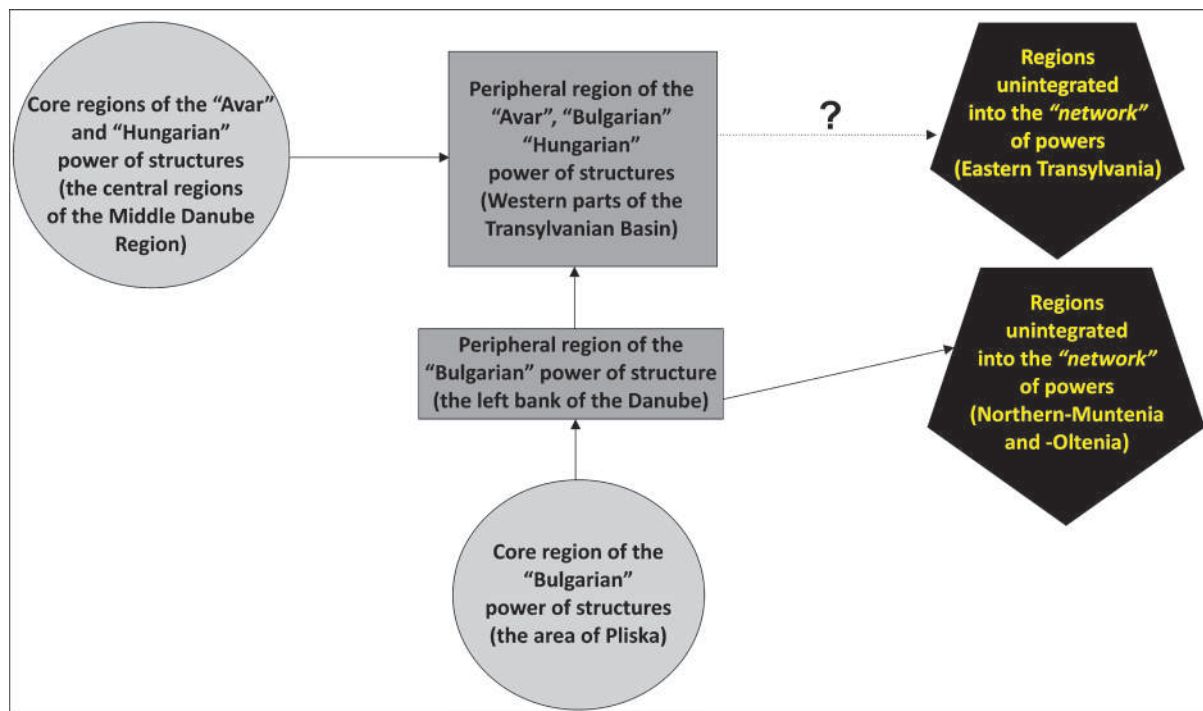 Core regions of the “Avar”
and “Hungarian”
power of structures
(the central regions
of the Middle Danube
Region)
Peripheral region of the
“Avar”, “Bulgarian”
“Hungarian”
power of structures
(Western parts of the
Transylvanian Basin)
?
Regions
unintegrated
into the “network”
of powers
(Eastern Transylvania)
Peripheral region of the
“Bulgarian” power of structure
(the left bank of the Danube)
Regions
unintegrated
into the “network”
of powers
(Northern-Muntenia
and -Oltenia)
Core region of the
“Bulgarian”
power of structures
(the area of Pliska)